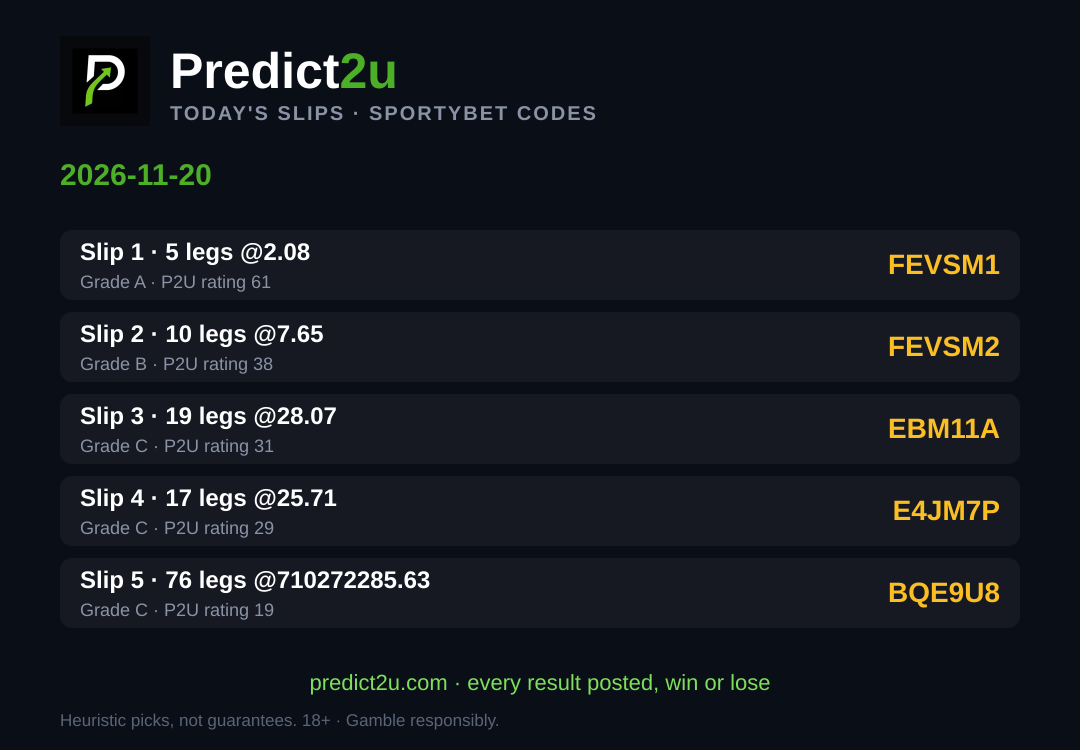 Predict2u
TODAY'S SLIPS · SPORTYBET CODES
2026-11-20
Slip 1 · 5 legs @2.08
Grade A · P2U rating 61
FEVSM1
Slip 2 · 10 legs @7.65
Grade B · P2U rating 38
FEVSM2
Slip 3 · 19 legs @28.07
Grade C · P2U rating 31
EBM11A
Slip 4 · 17 legs @25.71
Grade C · P2U rating 29
E4JM7P
Slip 5 · 76 legs @710272285.63
Grade C · P2U rating 19
BQE9U8
predict2u.com · every result posted, win or lose
Heuristic picks, not guarantees. 18+ · Gamble responsibly.